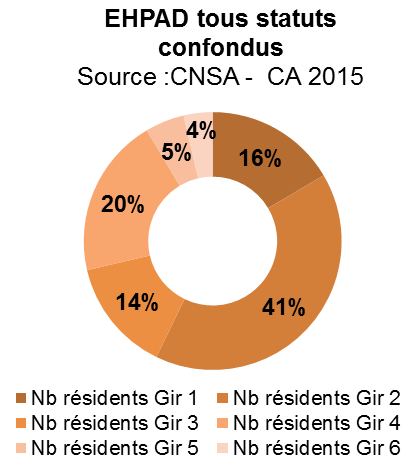 EHPAD tous statuts
confondus
Source :CNSA -  CA 2015
4%
16%
5%
20%
14%
41%
Nb résidents Gir 1
Nb résidents Gir 2
Nb résidents Gir 3
Nb résidents Gir 4
Nb résidents Gir 5
Nb résidents Gir 6